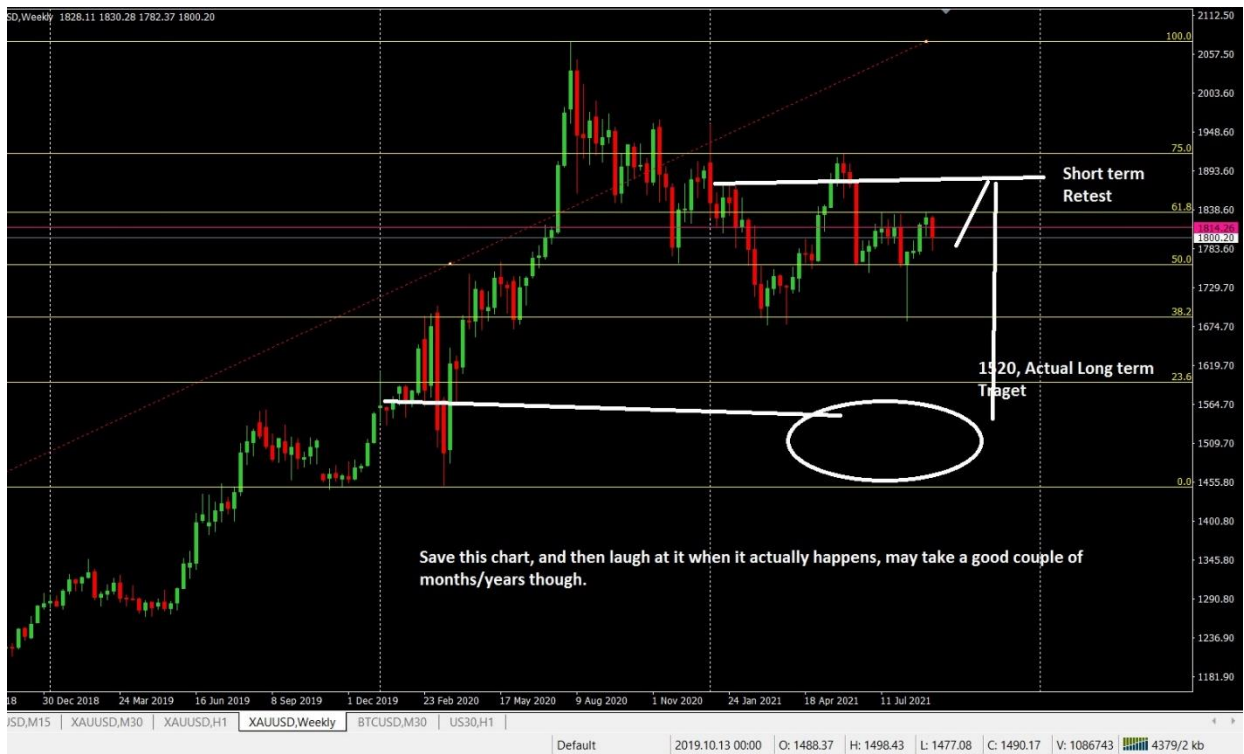 SD,Weekly 1828.11 1830.28 1782.37 1800.20
2112.50
100.0
2057.50
2003.60
1948.60
75.0
1893.60
Short term
Retest
61.8
1838.60
1814.26
1800.20
1783.60
50.0
1729.70
38.2
1674.70
1619.70
1520, Actual Long term
Traget
23.6
1564.70
1509.70
0.0
1455.80
1400.80
Save this chart, and then laugh at it when it actually happens, may take a good couple of
months/years though.
1345.80
1290.80
1236.90
1181.90
18 30 Dec 2018 24 Mar 2019 16 Jun 2019 8 Sep 2019 1 Dec 2019 23 Feb 2020 17 May 2020 9 Aug 2020 1 Nov 2020 24 Jan 2021 18 Apr 2021 11 Jul 2021
USD,M15 XAUUSD,M30 XAUUSD,H1 XAUUSD,Weekly BTCUSD,M30 US30,H1
Default 2019.10.13 00:00 O: 1488.37 H: 1498.43 L: 1477.08 C: 1490.17 V: 1086743 4379/2 kb